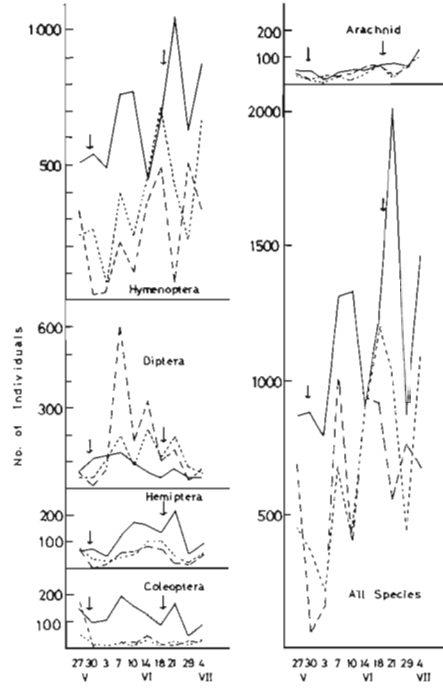 1000
500
Hymenoptera
No. of Individuals
600
300
Diptera
200
100
Hemiptera
200
100
Coleoptera
27 30 3 7 10 14 18 21 29 4
V VI VII
200
100
Arachnid
2000
1500
1000
500
All Species
27 30 3 7 10 14 18 21 29 4
V VI VII